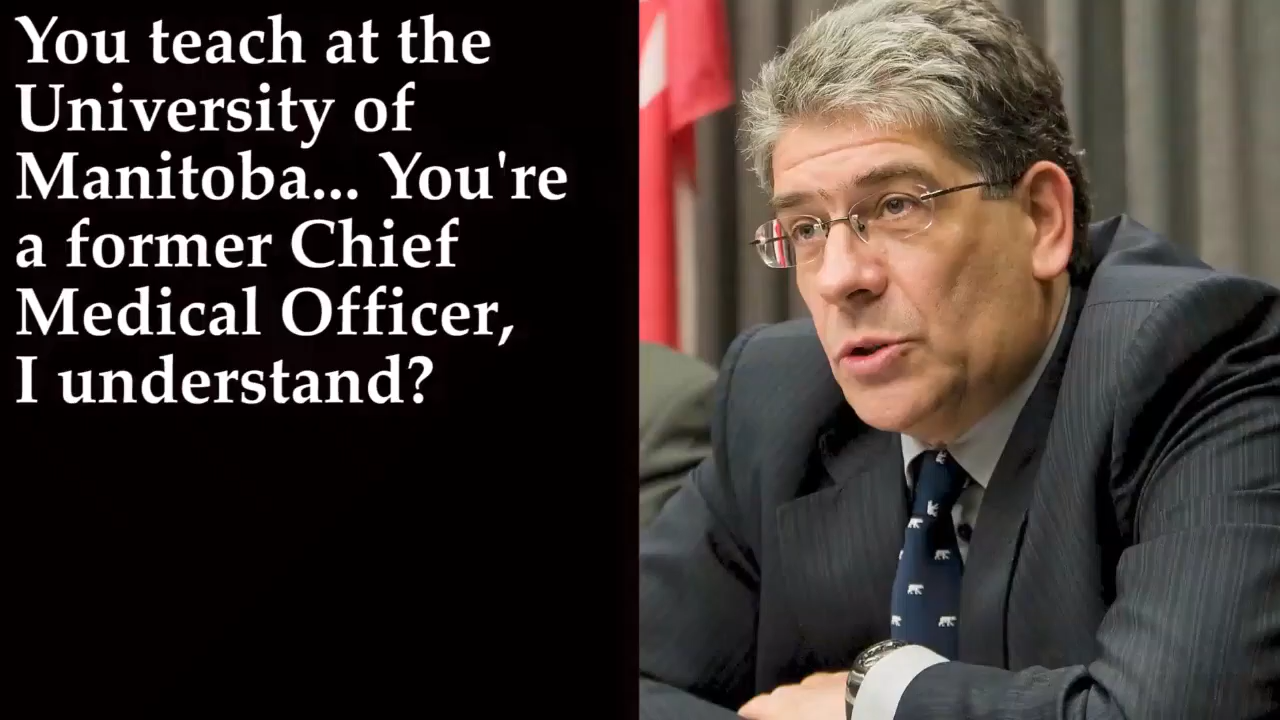 You teach at the
University of
Manitoba... You're
a former Chief
Medical Officer,
I understand?